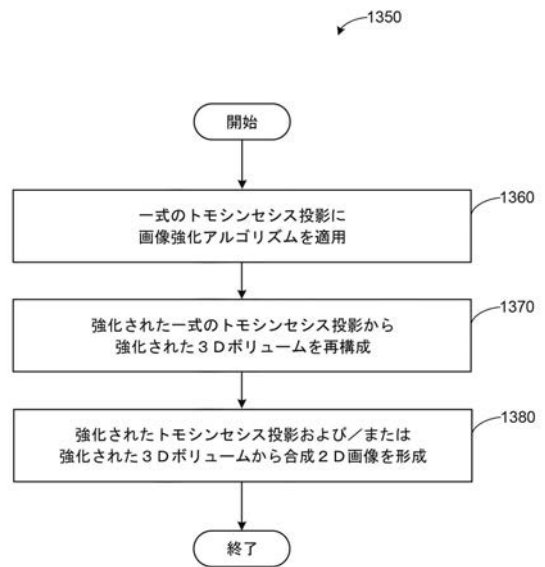 1350
開始
一式のトモシンセシス投影に
画像強化アルゴリズムを適用
1360
強化された一式のトモシンセシス投影から
強化された３Ｄボリュームを再構成
1370
強化されたトモシンセシス投影および／または
強化された３Ｄボリュームから合成２Ｄ画像を形成
1380
終了